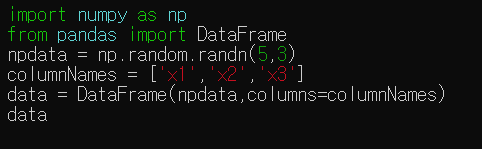 import numpy as np
from pandas import DataFrame
npdata = np.random.randn(5,3)
columnNames = ['x1','x2','x3']
data = DataFrame(npdata,columns=columnNames)
data